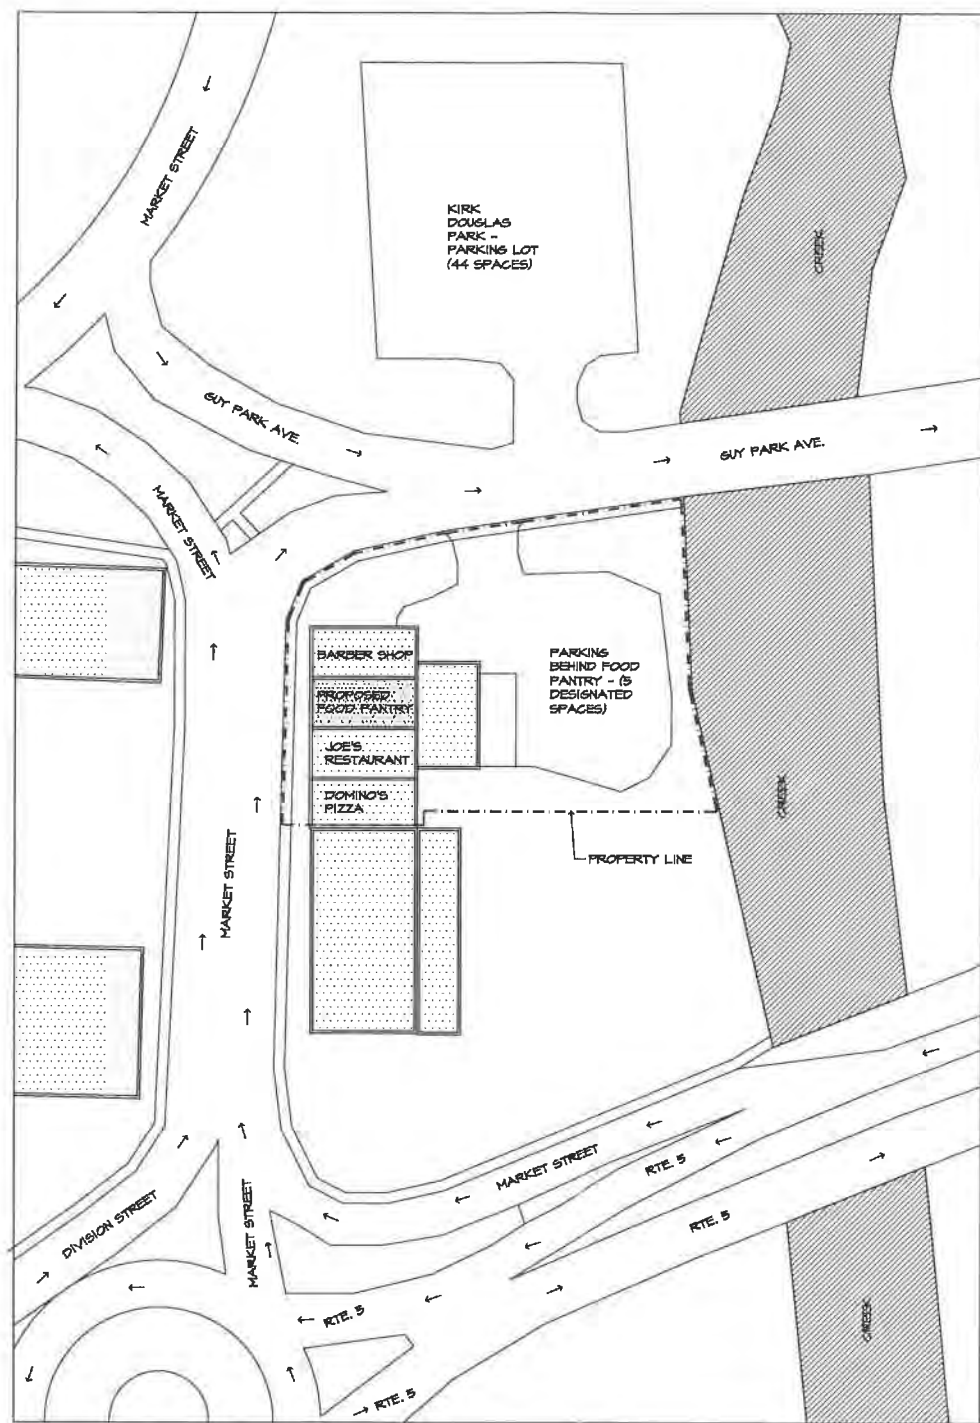 MARKET STREET
KIRK
DOUGLAS
PARK -
PARKING LOT
(44 SPACES)
CREEK
GUY PARK AVE.
GUY PARK AVE.
MARKET STREET
BARBER SHOP
PROPOSED
FOOD PANTRY
JOE'S
RESTAURANT
DOMINO'S
PIZZA
PARKING
BEHIND FOOD
PANTRY - (5
DESIGNATED
SPACES)
CREEK
PROPERTY LINE
MARKET STREET
MARKET STREET
RTE. 5
RTE. 5
DIVISION STREET
MARKET STREET
RTE. 5
CREEK
RTE. 5